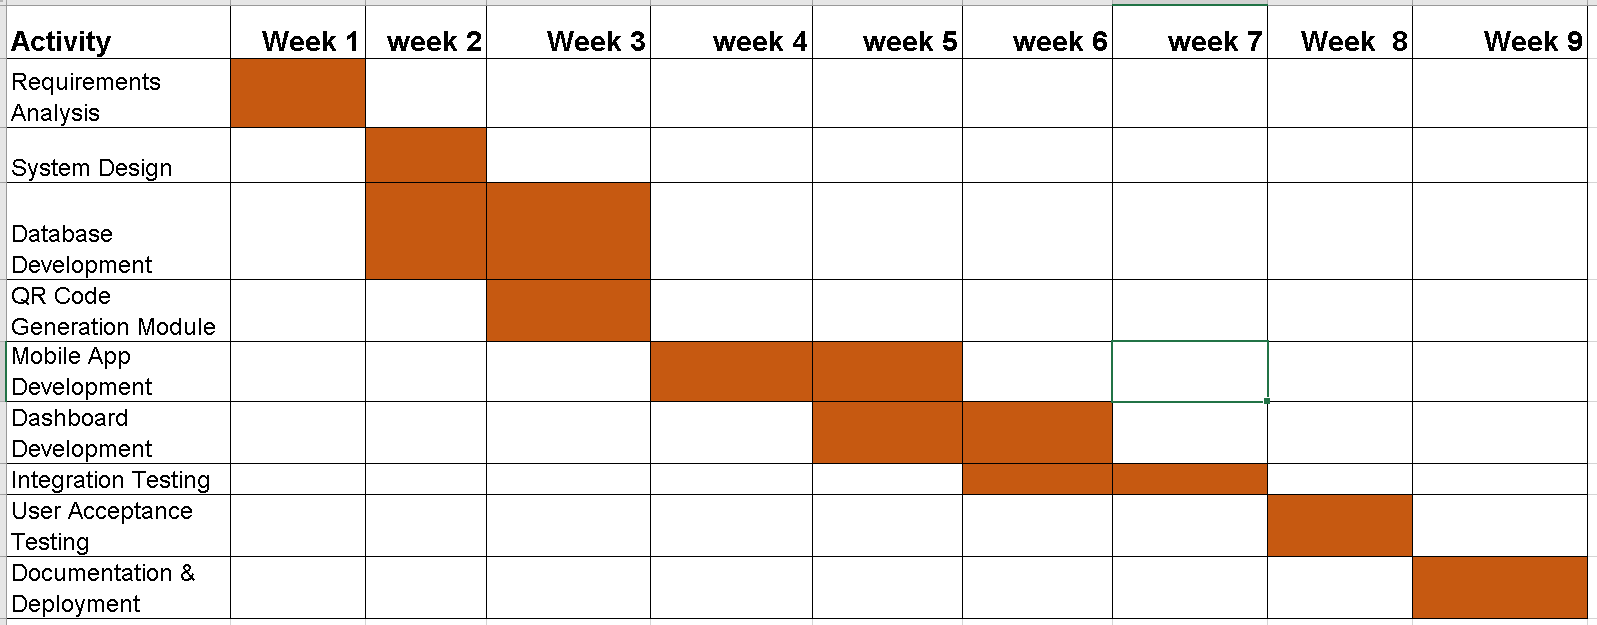 Activity Week 1 week 2 Week 3 week 4 week 5 week 6 week 7 Week  8 Week 9
Requirements
Analysis
System Design
Database
Development
QR Code
Generation Module
Mobile App
Development
Dashboard
Development
Integration Testing
User Acceptance
Testing
Documentation &
Deployment